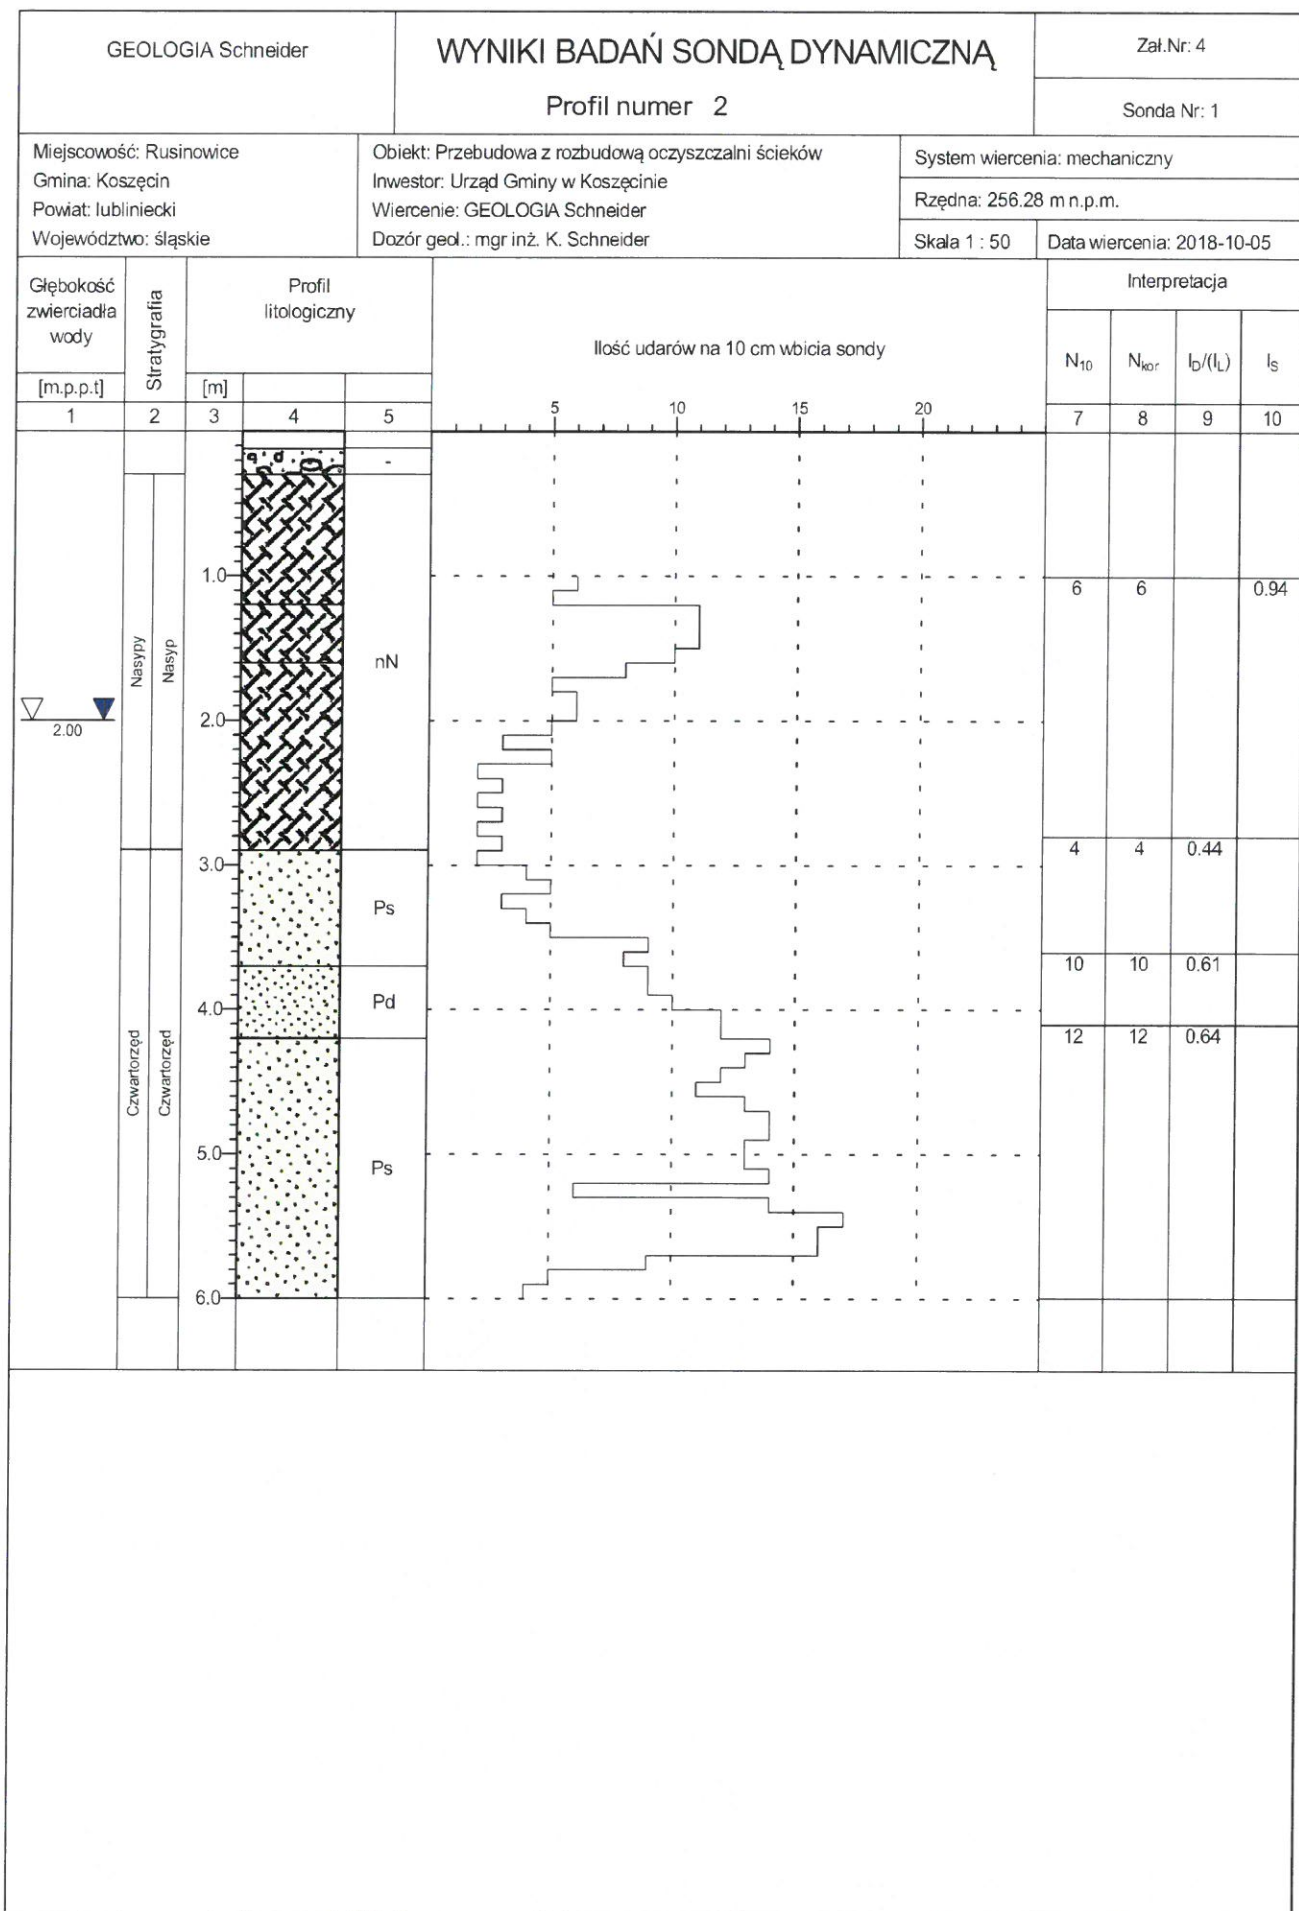 GEOLOGIA Schneider
WYNIKI BADAŃ SONDĄ DYNAMICZNĄ
Profil numer 2
Zał.Nr: 4
Sonda Nr: 1
Miejscowość: Rusinowice
Gmina: Koszęcin
Powiat: lubliniecki
Województwo: śląskie
Obiekt: Przebudowa z rozbudową oczyszczalni ścieków
Inwestor: Urząd Gminy w Koszęcinie
Wiercenie: GEOLOGIA Schneider
Dozór geol.: mgr inż. K. Schneider
System wiercenia: mechaniczny
Rzędna: 256.28 m n.p.m.
Skala 1 : 50
Data wiercenia: 2018-10-05
Głębokość
zwierciadła
wody
[m.p.p.t]
Stratygrafia
Profil
litologiczny
[m]
Ilość udarów na 10 cm wbicia sondy
Interpretacja
N10
Nkor
ID/(IL)
IS
1 2 3 4 5
5 10 15 20
7 8 9 10
-
1.0
6 6 0.94
Nasypy
Nasyp
nN
2.00
2.0
3.0
4 4 0.44
Ps
10 10 0.61
Pd
4.0
12 12 0.64
Czwartorzęd
Czwartorzęd
5.0
Ps
6.0